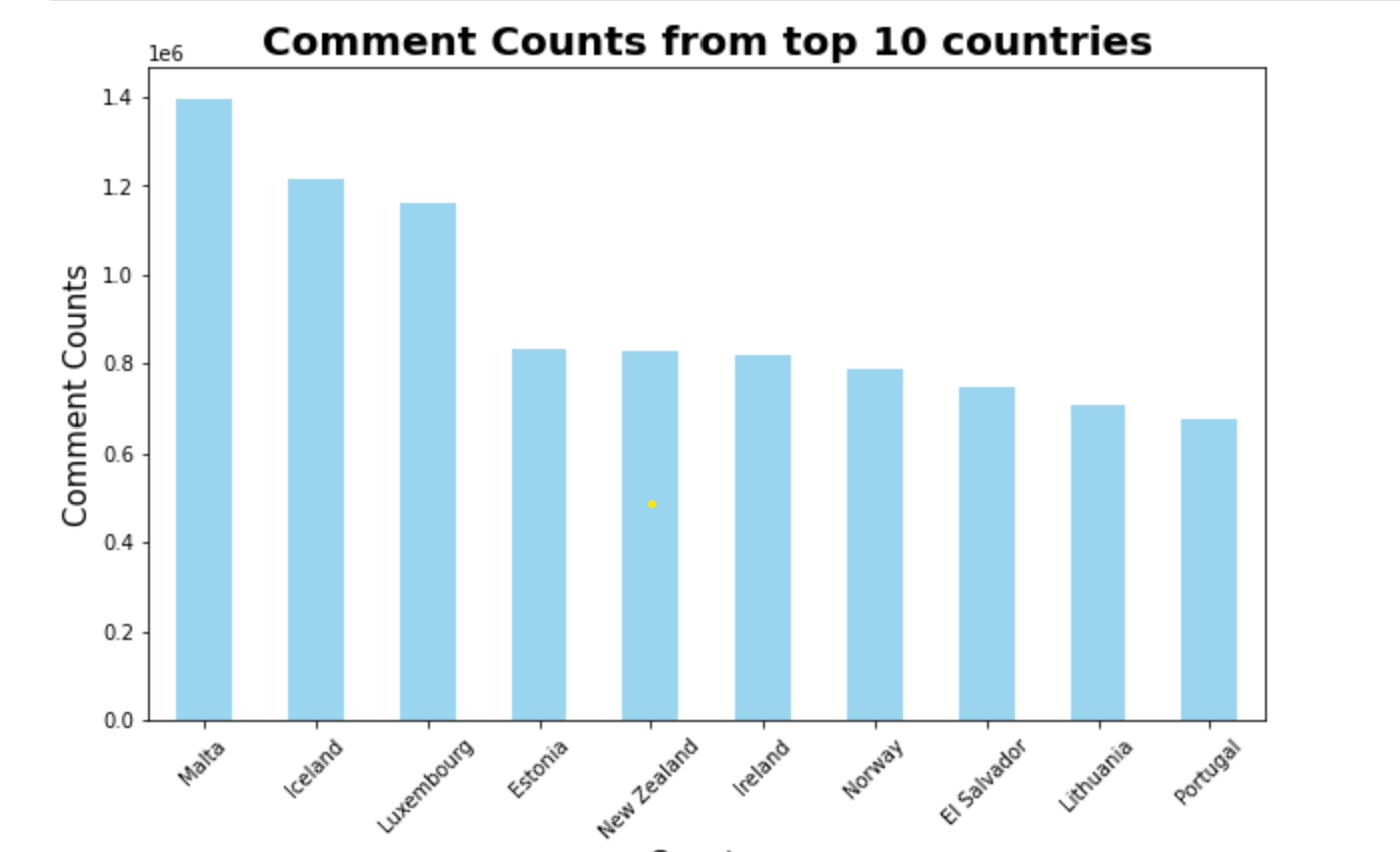 Comment Counts from top 10 countries
1e6
1.4
1.2
1.0
0.8
0.6
0.4
0.2
0.0
Comment Counts
Malta
Iceland
Luxembourg
Estonia
New Zealand
Ireland
Norway
El Salvador
Lithuania
Portugal